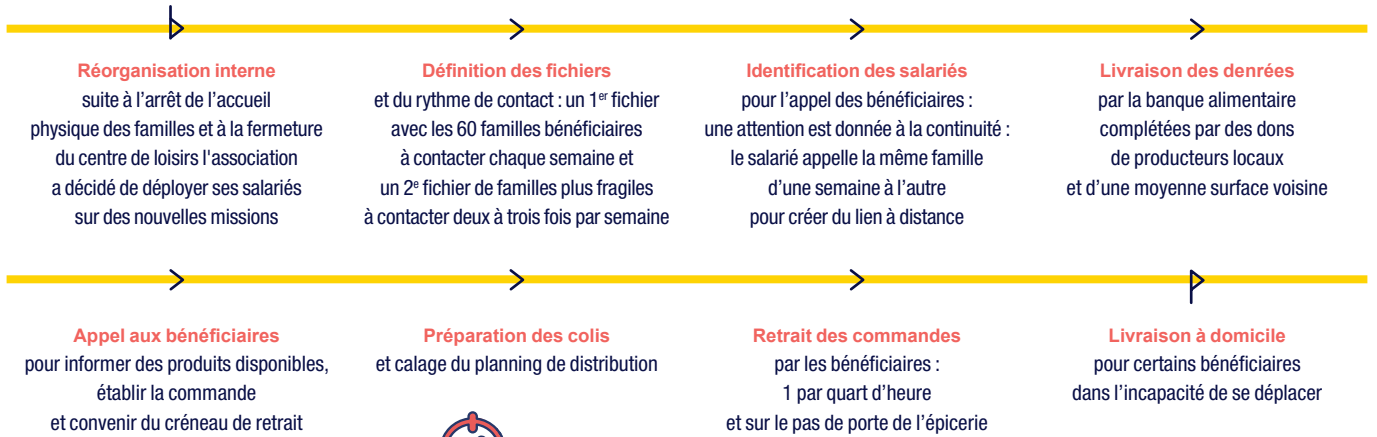 Réorganisation interne
suite à l’arrêt de l’accueil
physique des familles et à la fermeture
du centre de loisirs l'association
a décidé de déployer ses salariés
sur des nouvelles missions
Définition des fichiers
et du rythme de contact : un 1er fichier
avec les 60 familles bénéficiaires
à contacter chaque semaine et
un 2e fichier de familles plus fragiles
à contacter deux à trois fois par semaine
Identification des salariés
pour l’appel des bénéficiaires :
une attention est donnée à la continuité :
le salarié appelle la même famille
d’une semaine à l’autre
pour créer du lien à distance
Livraison des denrées
par la banque alimentaire
complétées par des dons
de producteurs locaux
et d’une moyenne surface voisine
Appel aux bénéficiaires
pour informer des produits disponibles,
établir la commande
et convenir du créneau de retrait
Préparation des colis
et calage du planning de distribution
Retrait des commandes
par les bénéficiaires :
1 par quart d’heure
et sur le pas de porte de l’épicerie
Livraison à domicile
pour certains bénéficiaires
dans l’incapacité de se déplacer